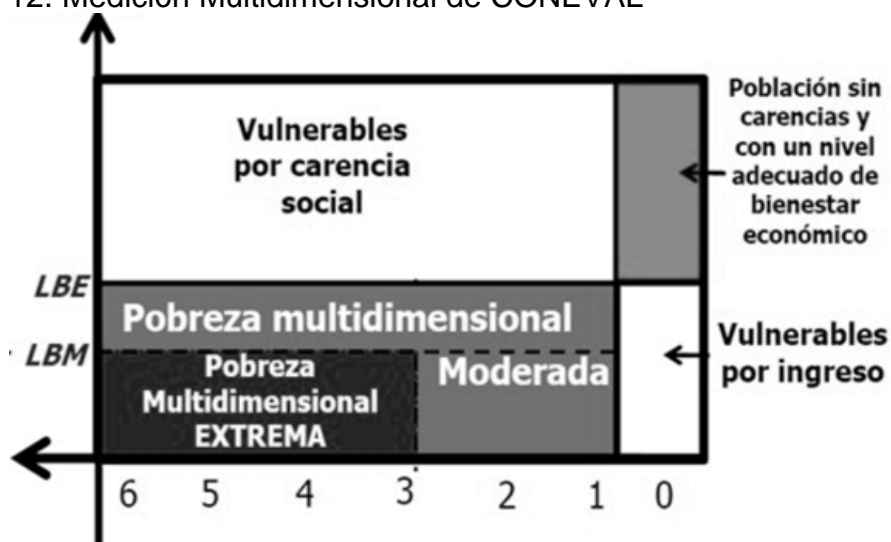 12. Medición Multidimensional de CONEVAL
Vulnerables
por carencia
social
Población sin
carencias y
con un nivel
adecuado de
bienestar
económico
LBE
Pobreza multidimensional
LBM
Pobreza
Multidimensional
EXTREMA
Moderada
Vulnerables
por ingreso
6 5 4 3 2 1 0